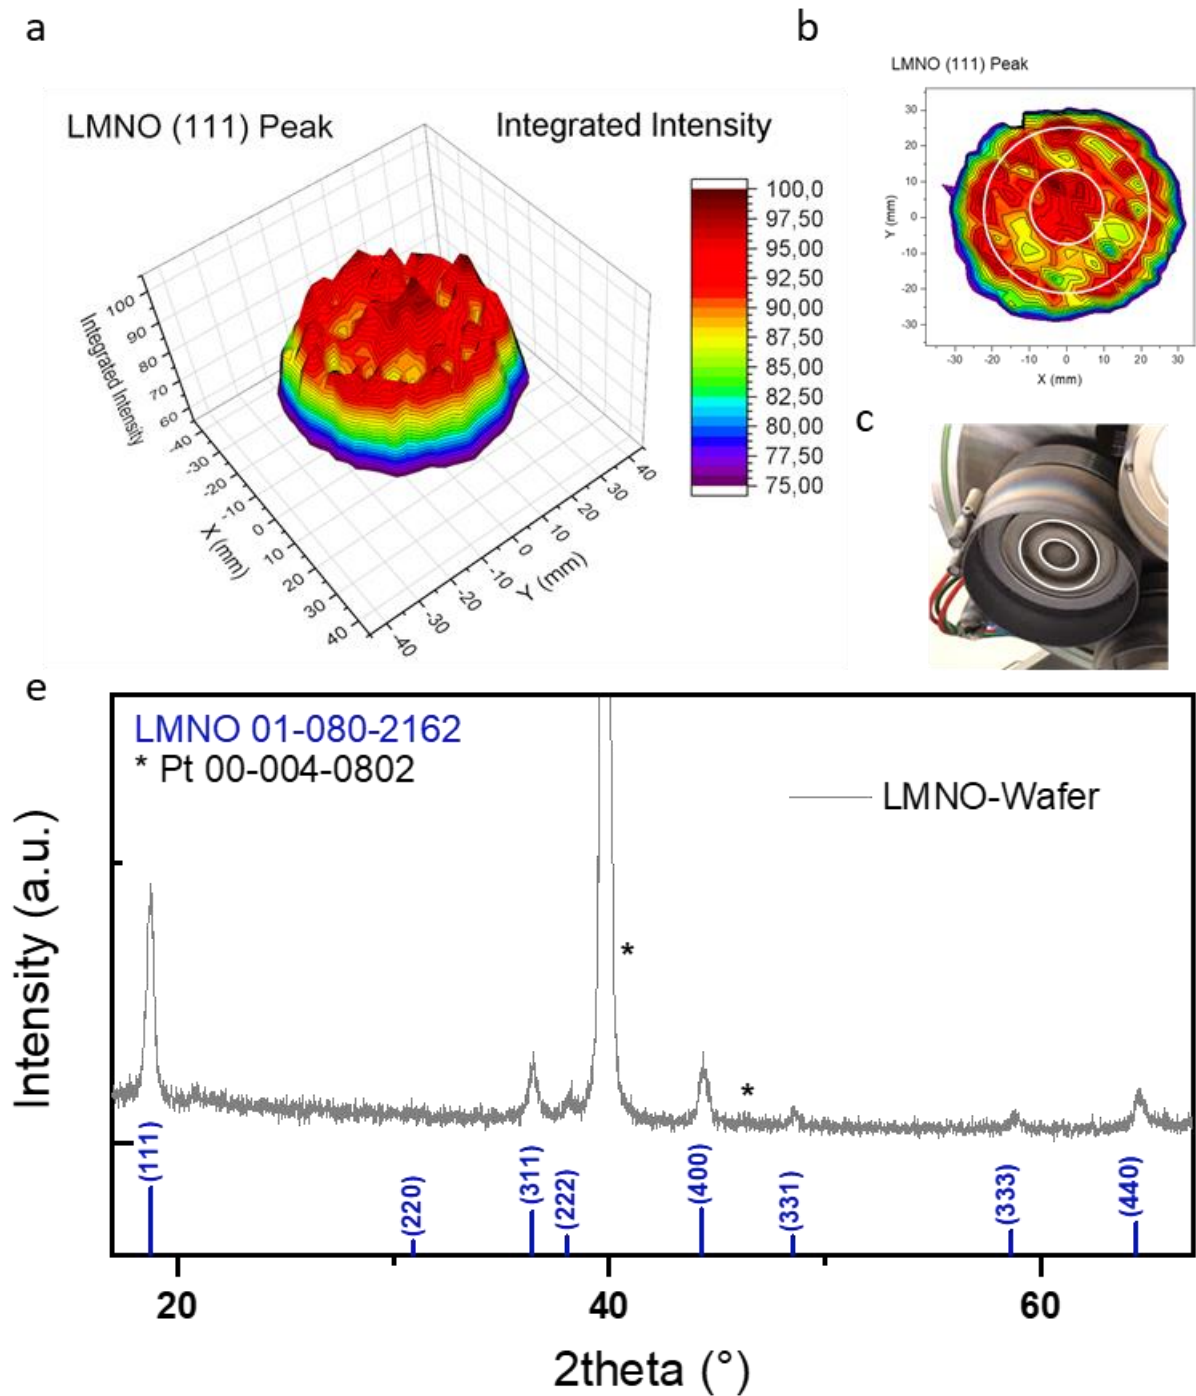 a
LMNO (111) Peak
Integrated Intensity
100,0
97,50
95,00
92,50
90,00
87,50
85,00
82,50
80,00
77,50
75,00
Integrated Intensity
100
90
80
70
60
-40
-30
-20
-10
0
10
20
30
40
X (mm)
-40
-30
-20
-10
0
10
20
30
40
Y (mm)
b
LMNO (111) Peak
30
20
10
0
-10
-20
-30
Y (mm)
-30 -20 -10 0 10 20 30
X (mm)
c
e
LMNO 01-080-2162
* Pt 00-004-0802
LMNO-Wafer
*
*
Intensity (a.u.)
(111)
(220)
(311)
(222)
(400)
(331)
(333)
(440)
20 40 60
2theta (°)